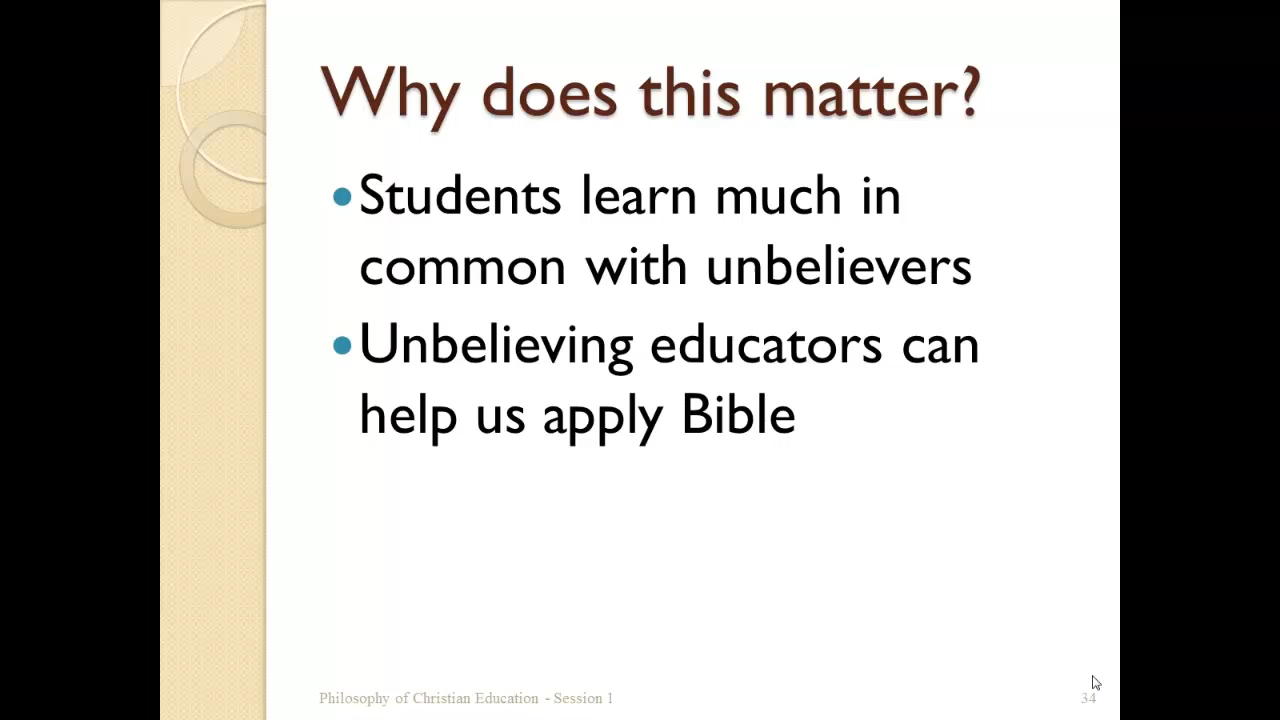 Why does this matter?
•Students learn much in
common with unbelievers
•Unbelieving educators can
help us apply Bible
Philosophy of Christian Education - Session 1
34